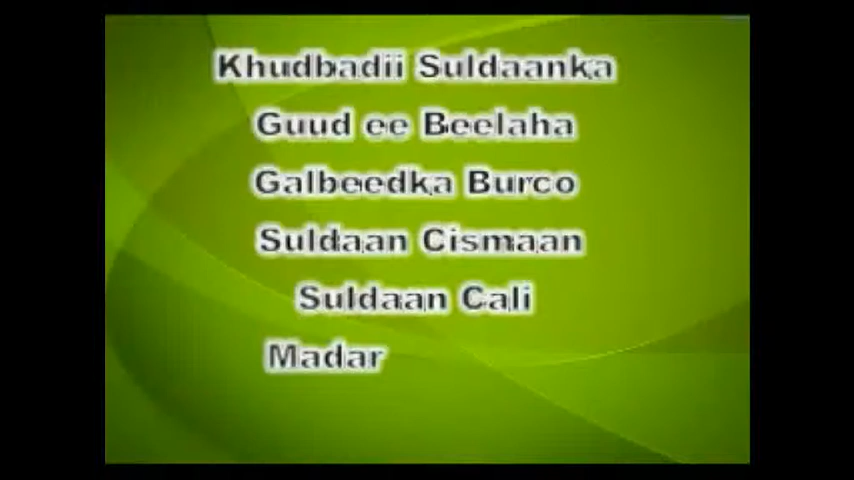 Khudbadii Suldaanka
Guud ee Beelaha
Galbeedka Burco
Suldaan Cismaan
Suldaan Cali
Madar